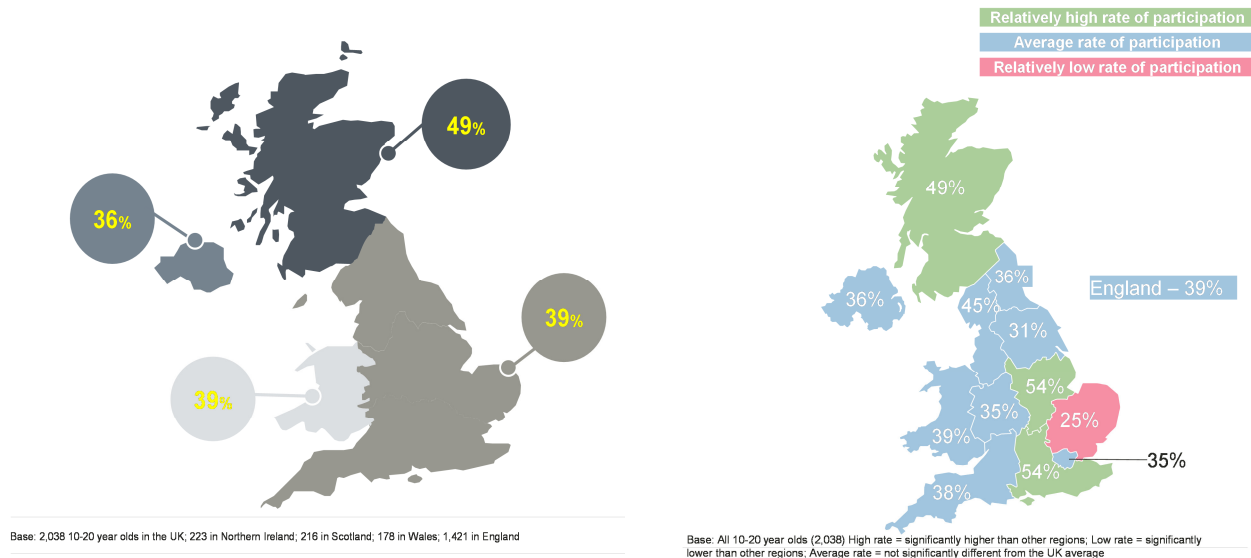 49%
36%
39%
39%
Base: 2,038 10-20 year olds in the UK; 223 in Northern Ireland; 216 in Scotland; 178 in Wales; 1,421 in England
Relatively high rate of participation
Average rate of participation
Relatively low rate of participation
49%
36%
England – 39%
36%
45%
31%
54%
35%
25%
39%
35%
54%
38%
Base: All 10-20 year olds (2,038) High rate = significantly higher than other regions; Low rate = significantly
lower than other regions; Average rate = not significantly different from the UK average